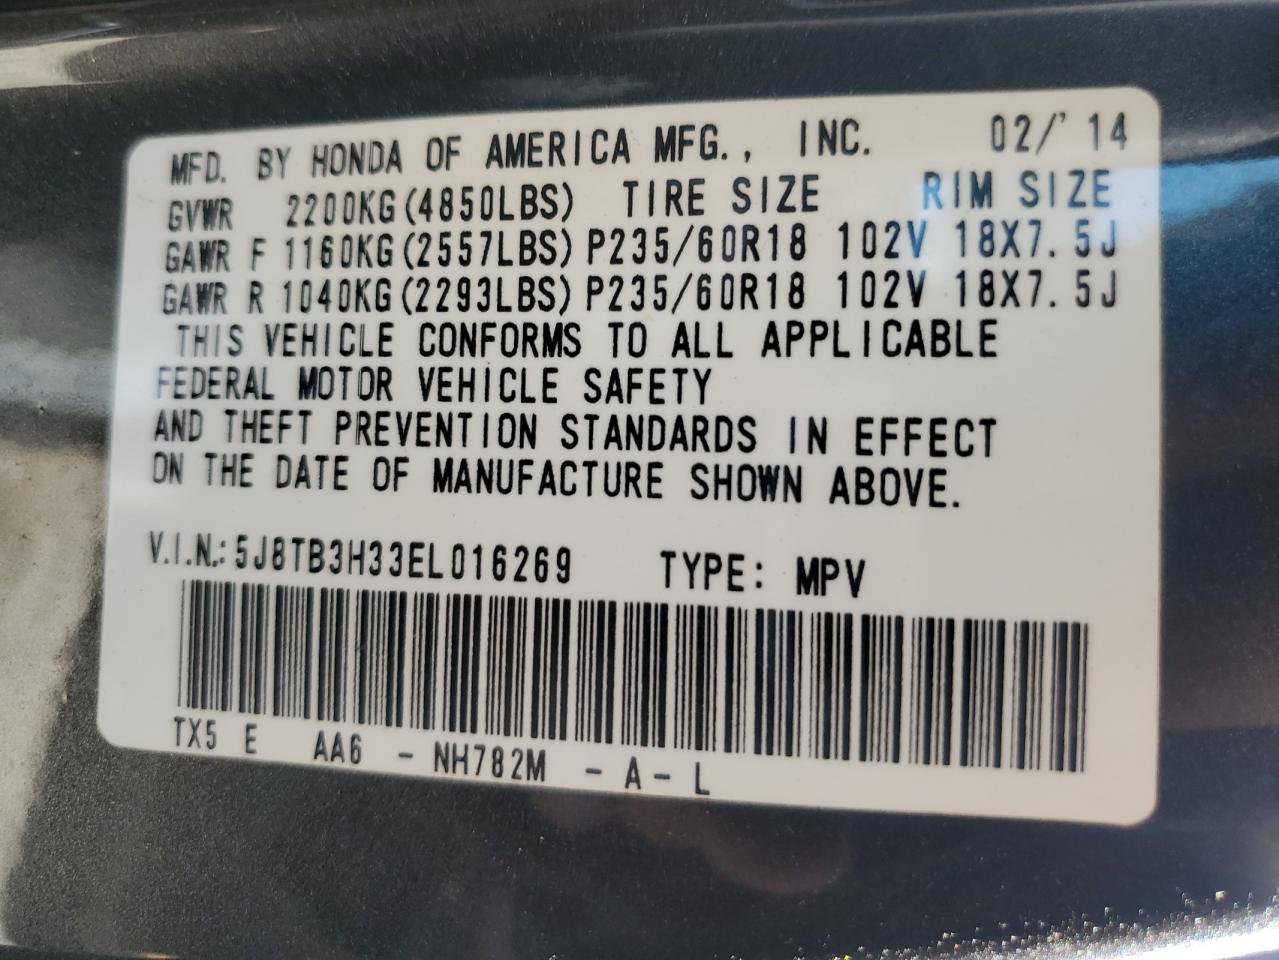 MFD. BY HONDA OF AMERICA MFG., INC. 02/'14
GVWR 2200KG(4850LBS) TIRE SIZE RIM SIZE
GAWR F 1160KG(2557LBS) P235/60R18 102V 18X7.5J
GAWR R 1040KG(2293LBS) P235/60R18 102V 18X7.5J
THIS VEHICLE CONFORMS TO ALL APPLICABLE
FEDERAL MOTOR VEHICLE SAFETY
AND THEFT PREVENTION STANDARDS IN EFFECT
ON THE DATE OF MANUFACTURE SHOWN ABOVE.
V.I.N.: 5J8TB3H33EL016269 TYPE: MPV
TX5 E AA6 - NH782M - A - L